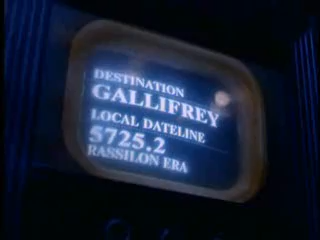 DESTINATION
GALLIFREY
LOCAL DATELINE
5725.2
RASSILON ERA